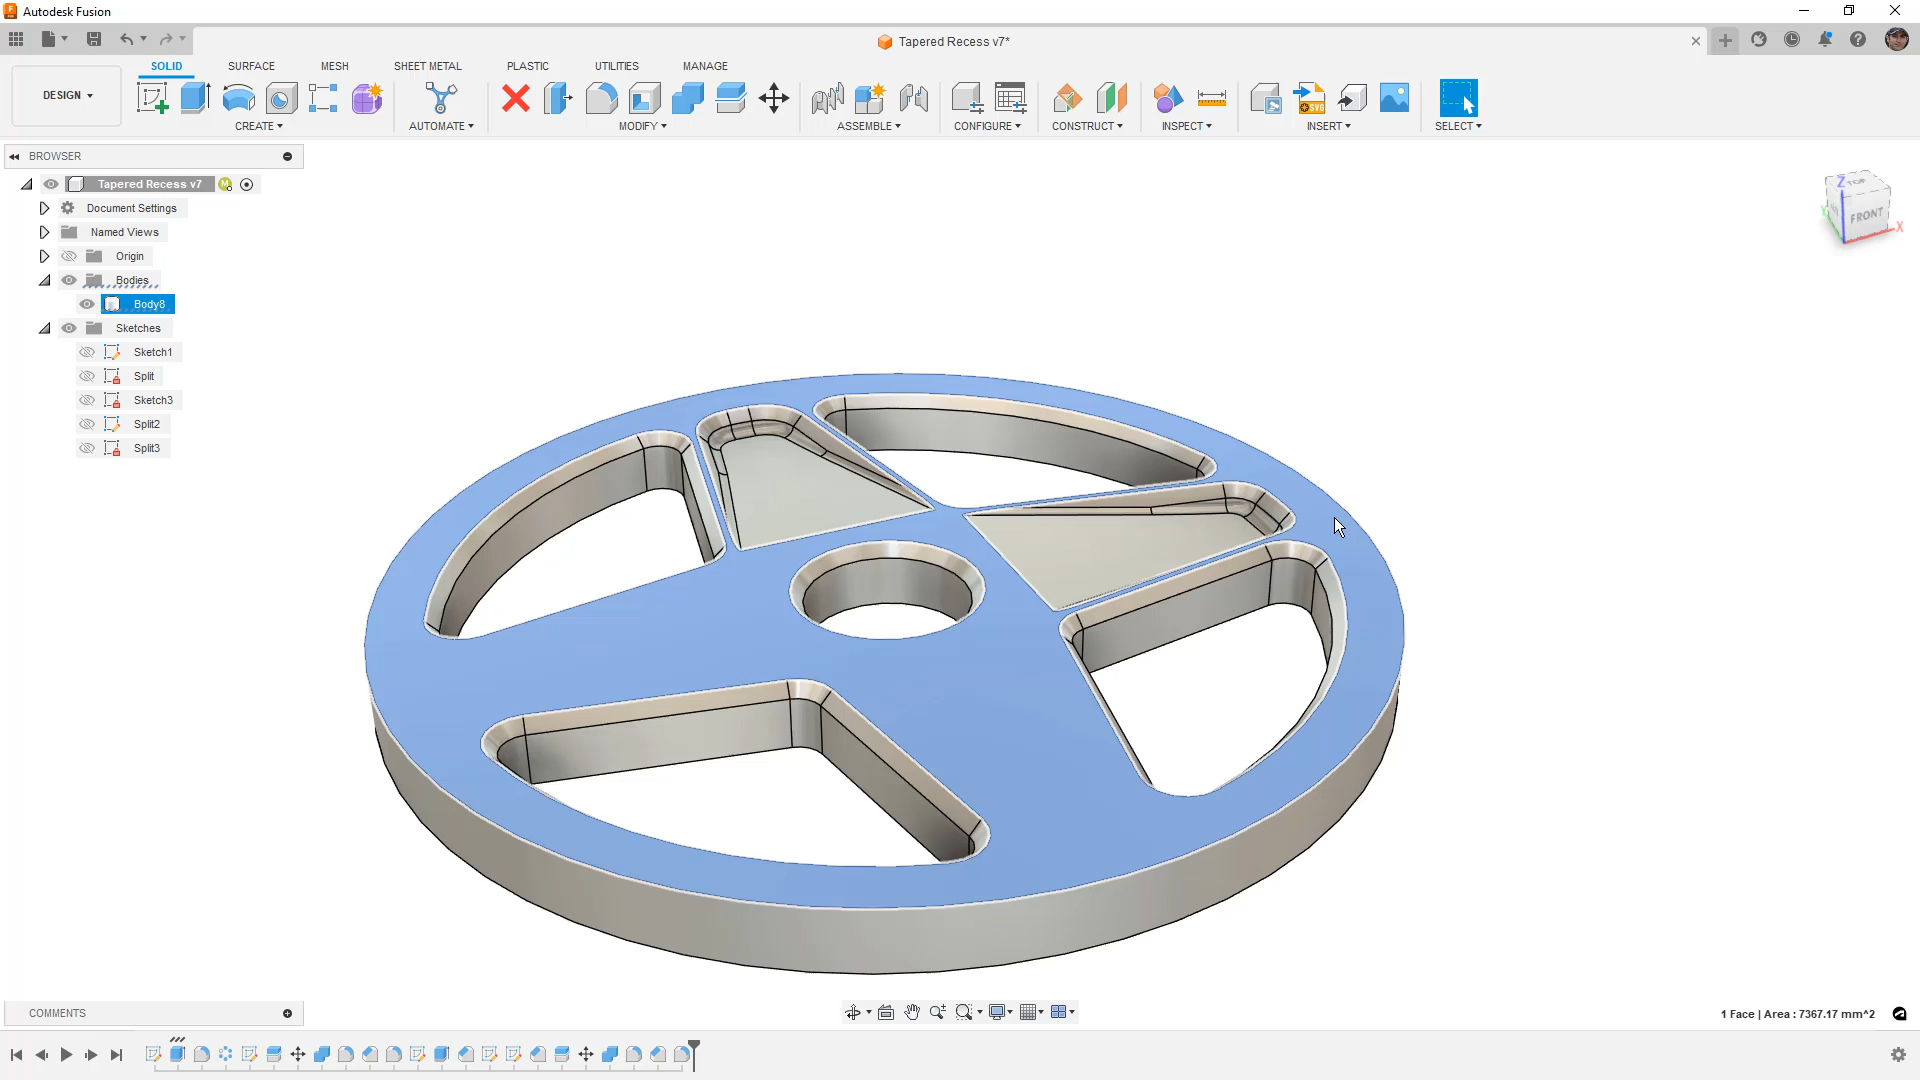 Autodesk Fusion
Tapered Recess v7*
SOLID SURFACE MESH SHEET METAL PLASTIC UTILITIES MANAGE
DESIGN
CREATE AUTOMATE MODIFY ASSEMBLE CONFIGURE CONSTRUCT INSPECT INSERT SELECT
SVG
BROWSER
Tapered Recess v7
Document Settings
Named Views
Origin
Bodies
Body8
Sketches
Sketch1
Split
Sketch3
Split2
Split3
Z TOP
FRONT
X
COMMENTS
1 Face | Area : 7367.17 mm^2